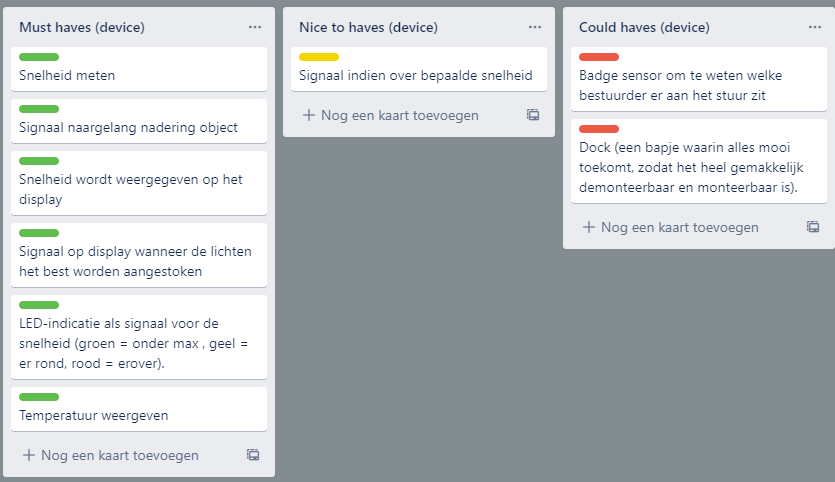 Must haves (device)
Snelheid meten
Signaal naargelang nadering object
Snelheid wordt weergegeven op het
display
Signaal op display wanneer de lichten
het best worden aangestoken
LED-indicatie als signaal voor de
snelheid (groen = onder max , geel =
er rond, rood = erover).
Temperatuur weergeven
Nog een kaart toevoegen
Nice to haves (device)
Signaal indien over bepaalde snelheid
Nog een kaart toevoegen
Could haves (device)
Badge sensor om te weten welke
bestuurder er aan het stuur zit
Dock (een bapje waarin alles mooi
toekomt, zodat het heel gemakkelijk
demonteerbaar en monteerbaar is).
Nog een kaart toevoegen